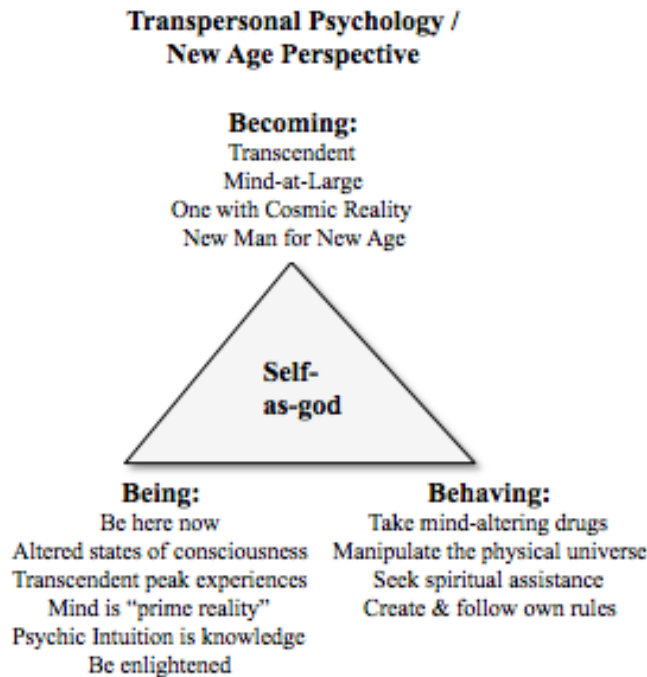 Transpersonal Psychology /
New Age Perspective
Becoming:
Transcendent
Mind-at-Large
One with Cosmic Reality
New Man for New Age
Self-
as-god
Being:
Be here now
Altered states of consciousness
Transcendent peak experiences
Mind is “prime reality”
Psychic Intuition is knowledge
Be enlightened
Behaving:
Take mind-altering drugs
Manipulate the physical universe
Seek spiritual assistance
Create & follow own rules